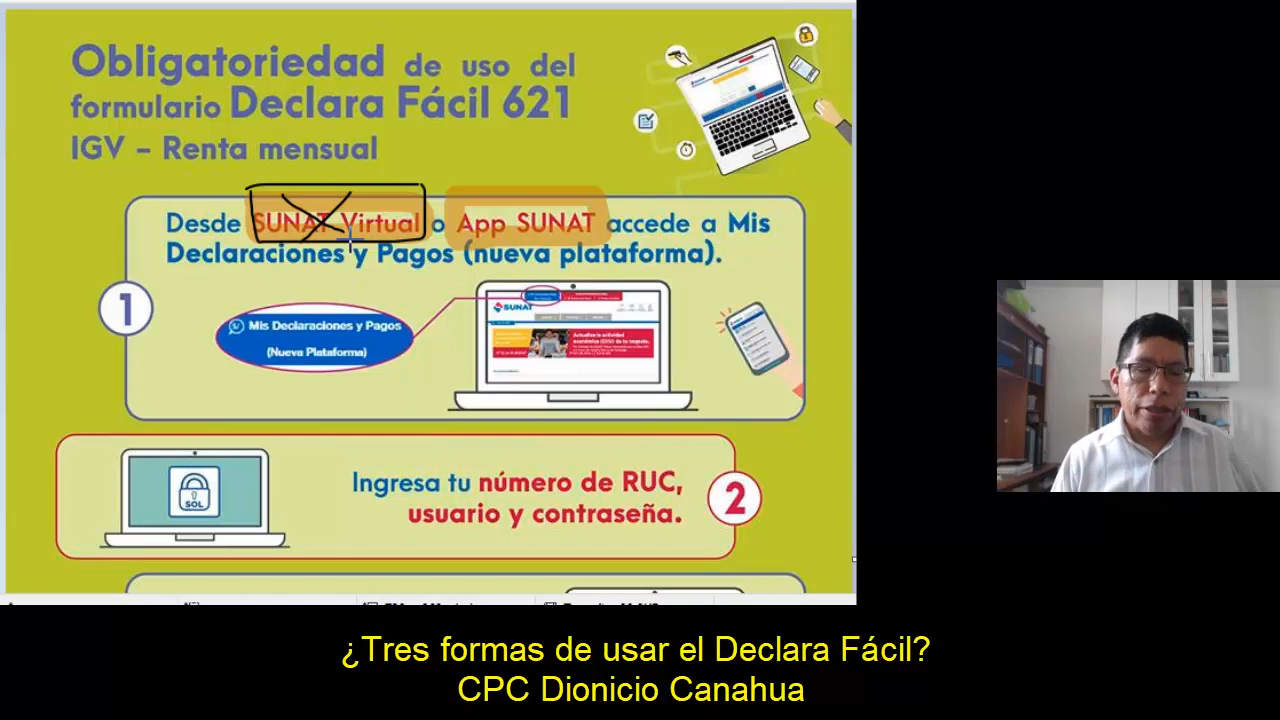 Obligatoriedad de uso del
formulario Declara Fácil 621
IGV - Renta mensual
Desde SUNAT Virtual o App SUNAT accede a Mis
Declaraciones y Pagos (nueva plataforma).
1
Mis Declaraciones y Pagos
(Nueva Plataforma)
SUNAT
SOL
Ingresa tu número de RUC,
usuario y contraseña.
2
¿Tres formas de usar el Declara Fácil?
CPC Dionicio Canahua